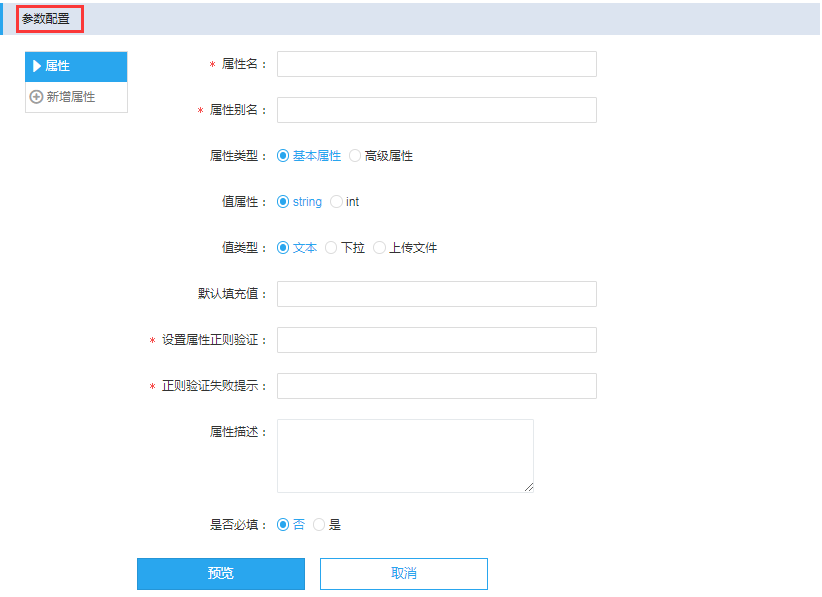 参数配置
属性
新增属性
* 属性名：
* 属性别名：
属性类型： 基本属性 高级属性
值属性： string int
值类型： 文本 下拉 上传文件
默认填充值：
* 设置属性正则验证：
* 正则验证失败提示：
属性描述：
是否必填： 否 是
预览 取消